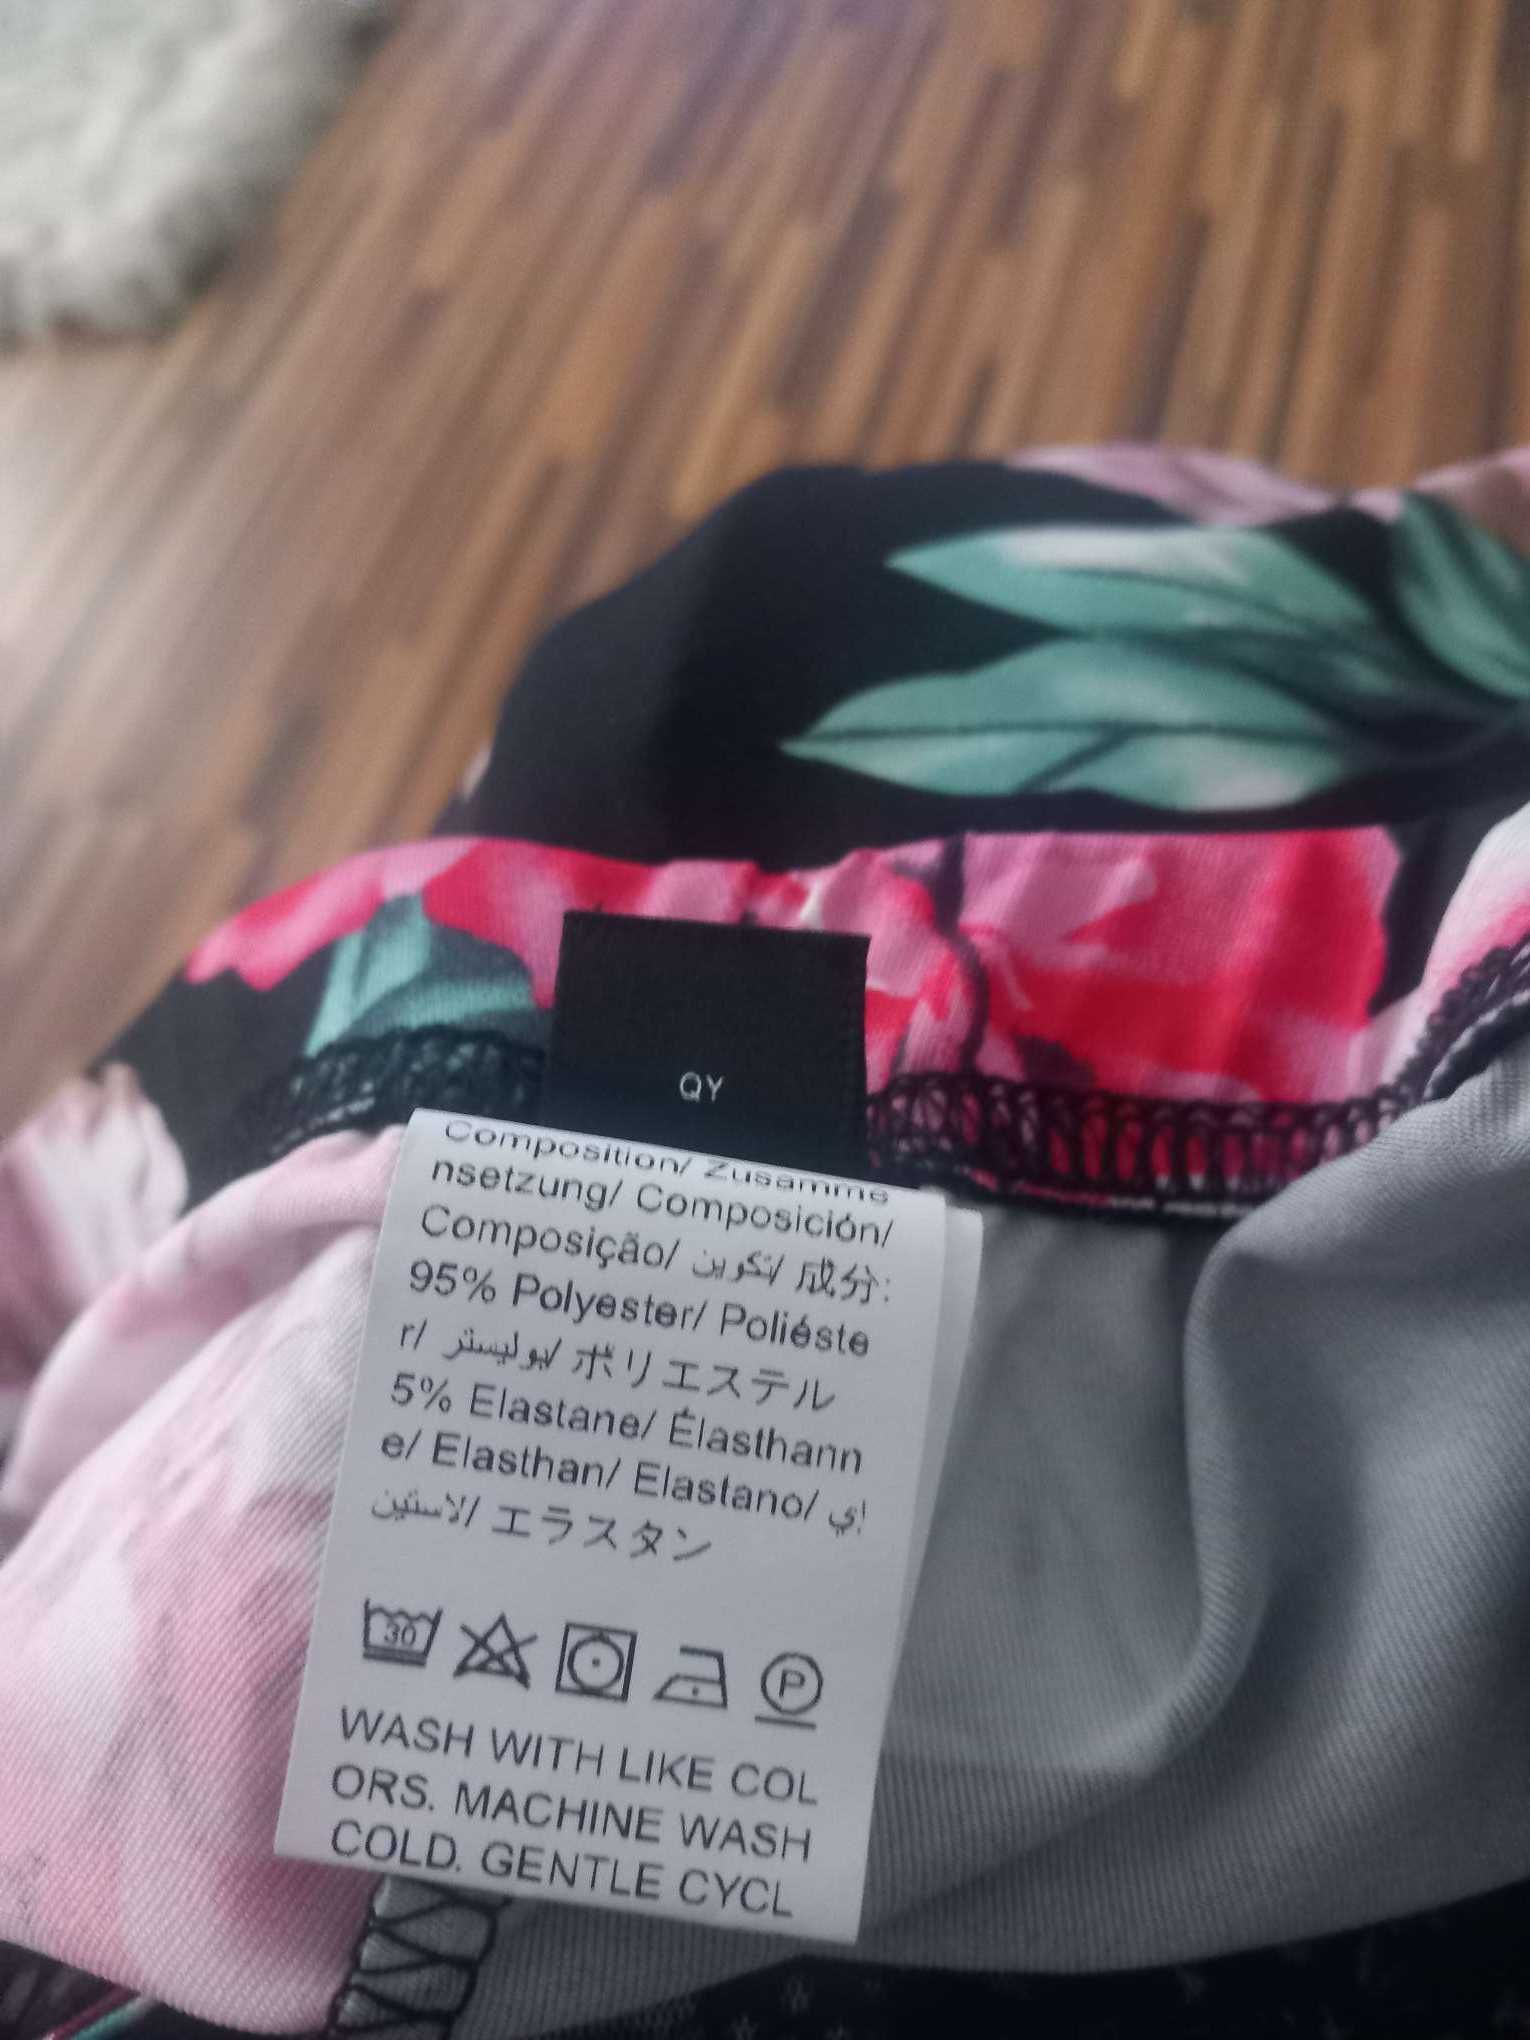 QY
Composition/ Zusamme
nsetzung/ Composición/
Composição/ تكوين/ 成分:
95% Polyester/ Poliéste
r/ بوليستر/ ポリエステル
5% Elastane/ Élasthann
e/ Elasthan/ Elastano/ إي
لاستين/ エラスタン
30
P
WASH WITH LIKE COL
ORS. MACHINE WASH
COLD. GENTLE CYCL